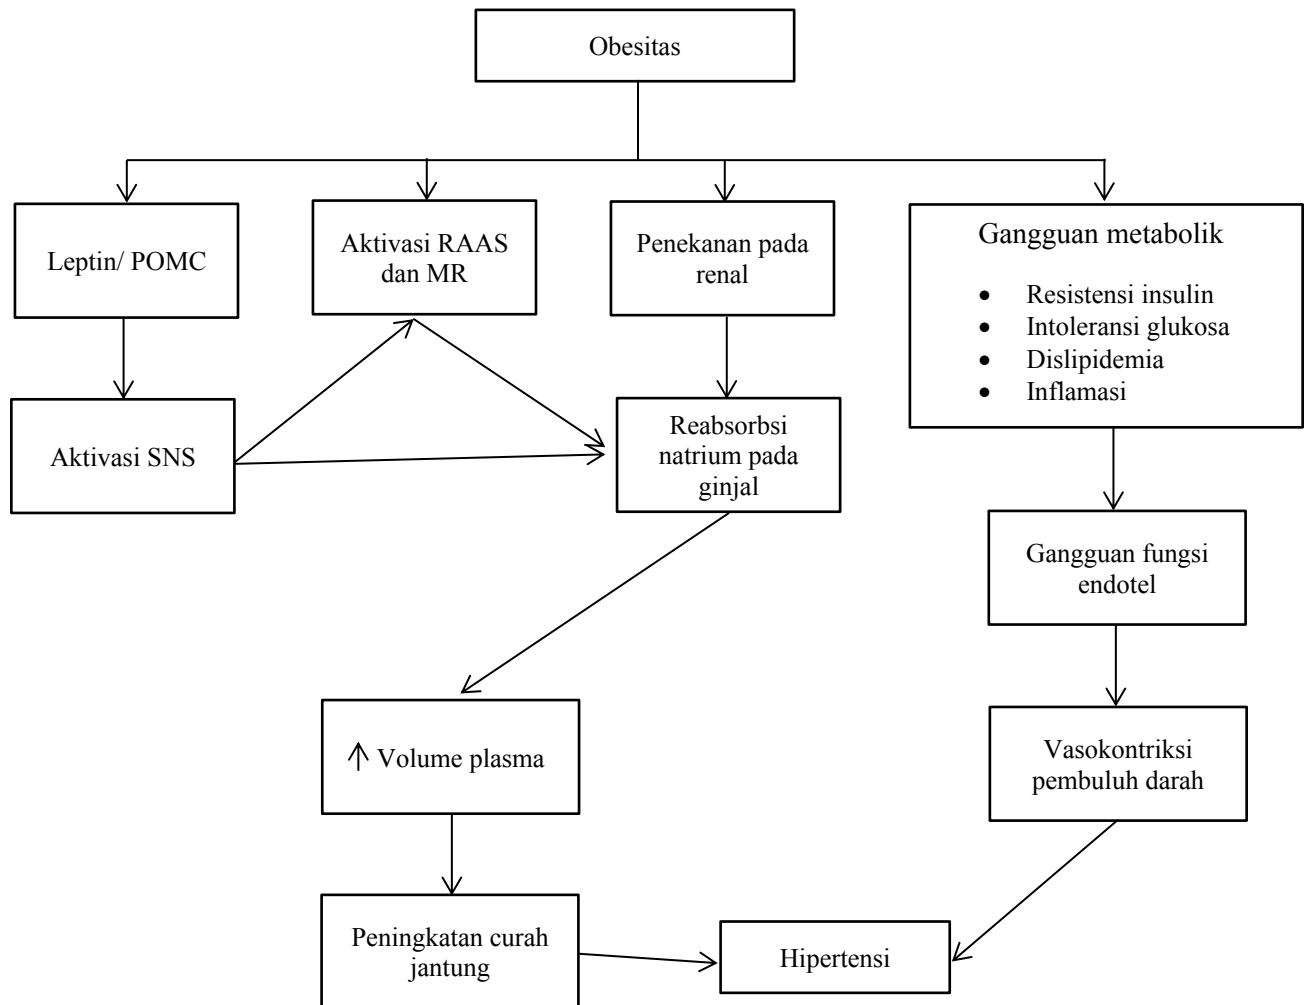 Obesitas
Leptin/ POMC
Aktivasi RAAS
dan MR
Penekanan pada
renal
Gangguan metabolik
• Resistensi insulin
• Intoleransi glukosa
• Dislipidemia
• Inflamasi
Aktivasi SNS
Reabsorbsi
natrium pada
ginjal
Gangguan fungsi
endotel
↑ Volume plasma
Vasokontriksi
pembuluh darah
Peningkatan curah
jantung
Hipertensi